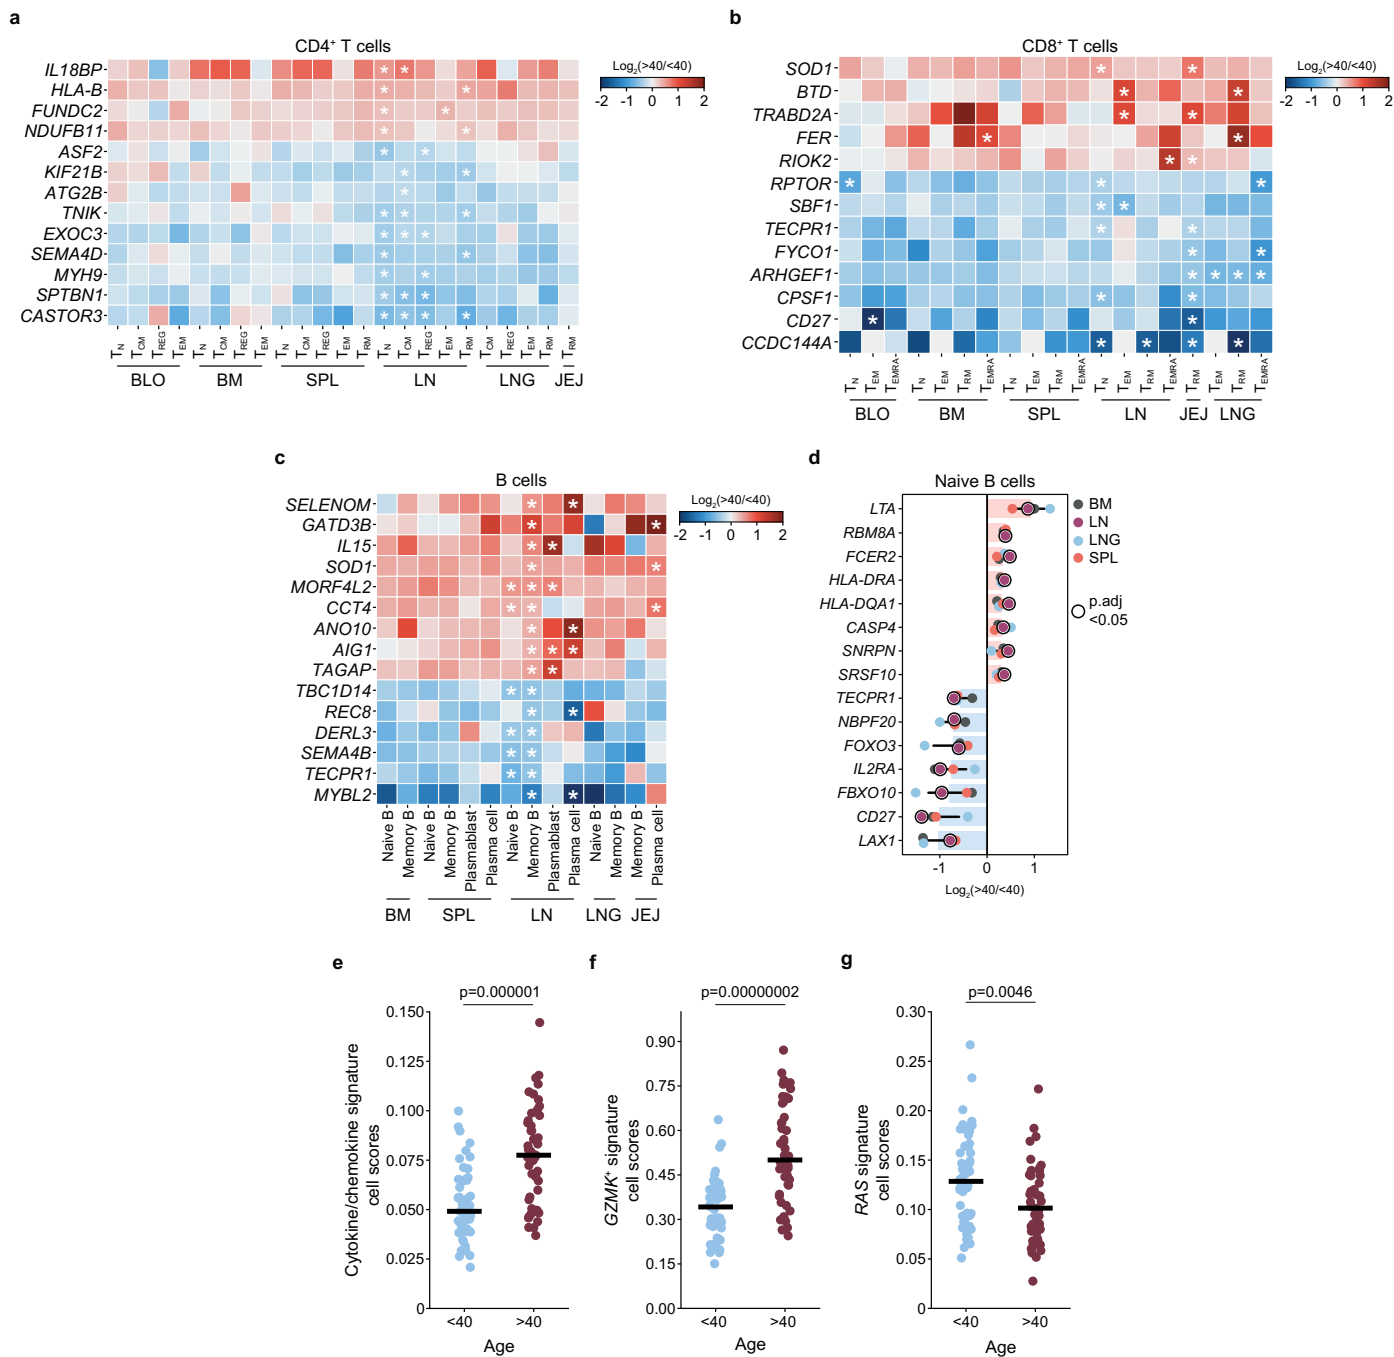 a
CD4+ T cells
IL18BP
HLA-B
FUNDC2
NDUFB11
ASF2
KIF21B
ATG2B
TNIK
EXOC3
SEMA4D
MYH9
SPTBN1
CASTOR3
Log2(>40/<40)
-2 -1 0 1 2
TN TCM TREG TEM TN TCM TREG TEM TN TCM TREG TEM TRM TN TCM TREG TEM TRM TCM TREG TEM TRM TRM
BLO BM SPL LN LNG JEJ
b
CD8+ T cells
SOD1
BTD
TRABD2A
FER
RIOK2
RPTOR
SBF1
TECPR1
FYCO1
ARHGEF1
CPSF1
CD27
CCDC144A
Log2(>40/<40)
-2 -1 0 1 2
TN TEM TEMRA TN TEM TRM TEMRA TN TEM TRM TEMRA TN TEM TRM TEMRA TRM TEM TRM TEMRA
BLO BM SPL LN JEJ LNG
c
B cells
SELENOM
GATD3B
IL15
SOD1
MORF4L2
CCT4
ANO10
AIG1
TAGAP
TBC1D14
REC8
DERL3
SEMA4B
TECPR1
MYBL2
Log2(>40/<40)
-2 -1 0 1 2
Naive B Memory B Naive B Memory B Plasmablast Plasma cell Naive B Memory B Plasmablast Plasma cell Naive B Memory B Memory B Plasma cell
BM SPL LN LNG JEJ
d
Naive B cells
LTA
RBM8A
FCER2
HLA-DRA
HLA-DQA1
CASP4
SNRPN
SRSF10
TECPR1
NBPF20
FOXO3
IL2RA
FBXO10
CD27
LAX1
-1 0 1
Log2(>40/<40)
BM
LN
LNG
SPL
p.adj
<0.05
e
p=0.000001
Cytokine/chemokine signature
cell scores
0.150
0.125
0.100
0.075
0.050
0.025
0
<40 >40
Age
f
p=0.00000002
GZMK+ signature
cell scores
0.90
0.75
0.60
0.45
0.30
0.15
0.00
<40 >40
Age
g
p=0.0046
RAS signature
cell scores
0.30
0.20
0.20
0.15
0.10
0.05
0
<40 >40
Age